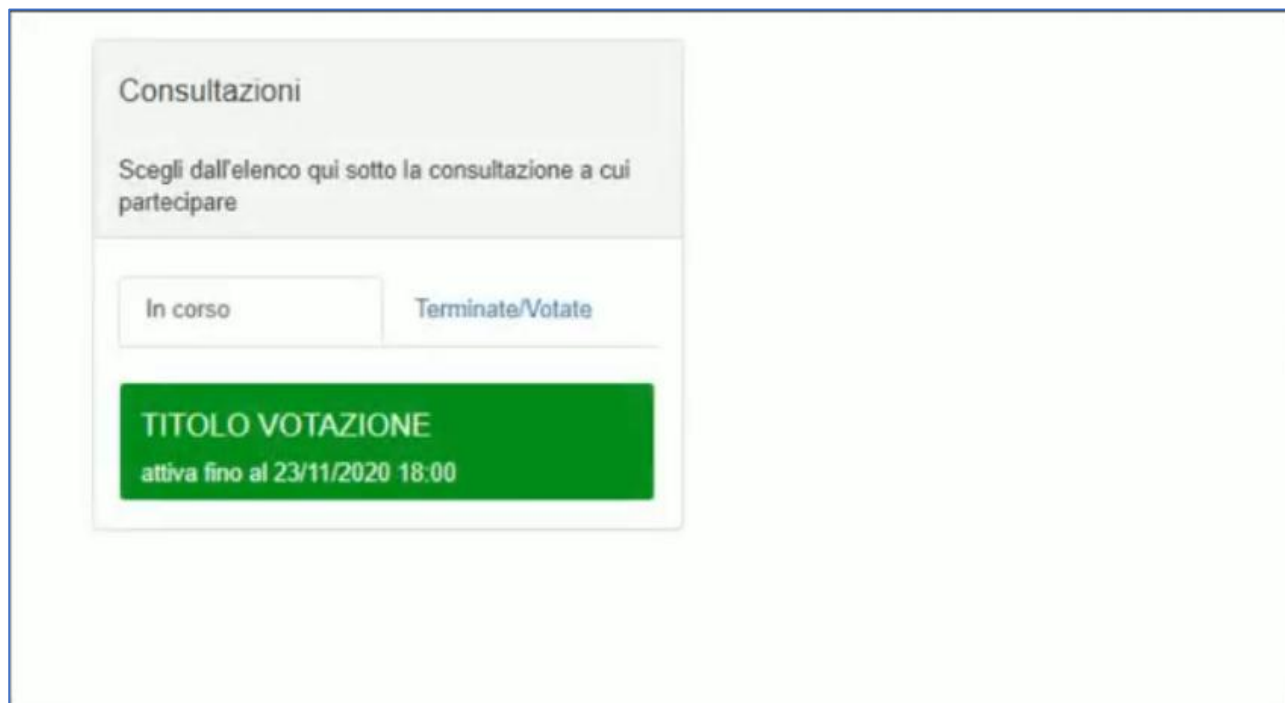 Consultazioni
Scegli dall'elenco qui sotto la consultazione a cui
partecipare
In corso
Terminate/Votate
TITOLO VOTAZIONE
attiva fino al 23/11/2020 18:00